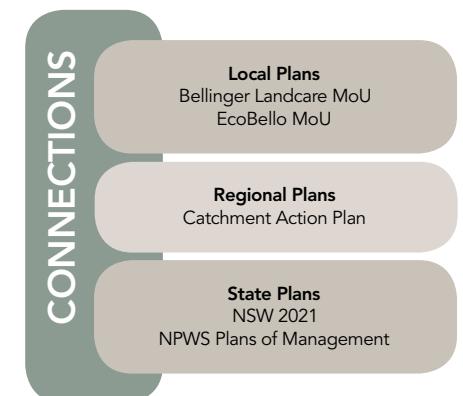 CONNECTIONS
Local Plans
Bellinger Landcare MoU
EcoBello MoU
Regional Plans
Catchment Action Plan
State Plans
NSW 2021
NPWS Plans of Management